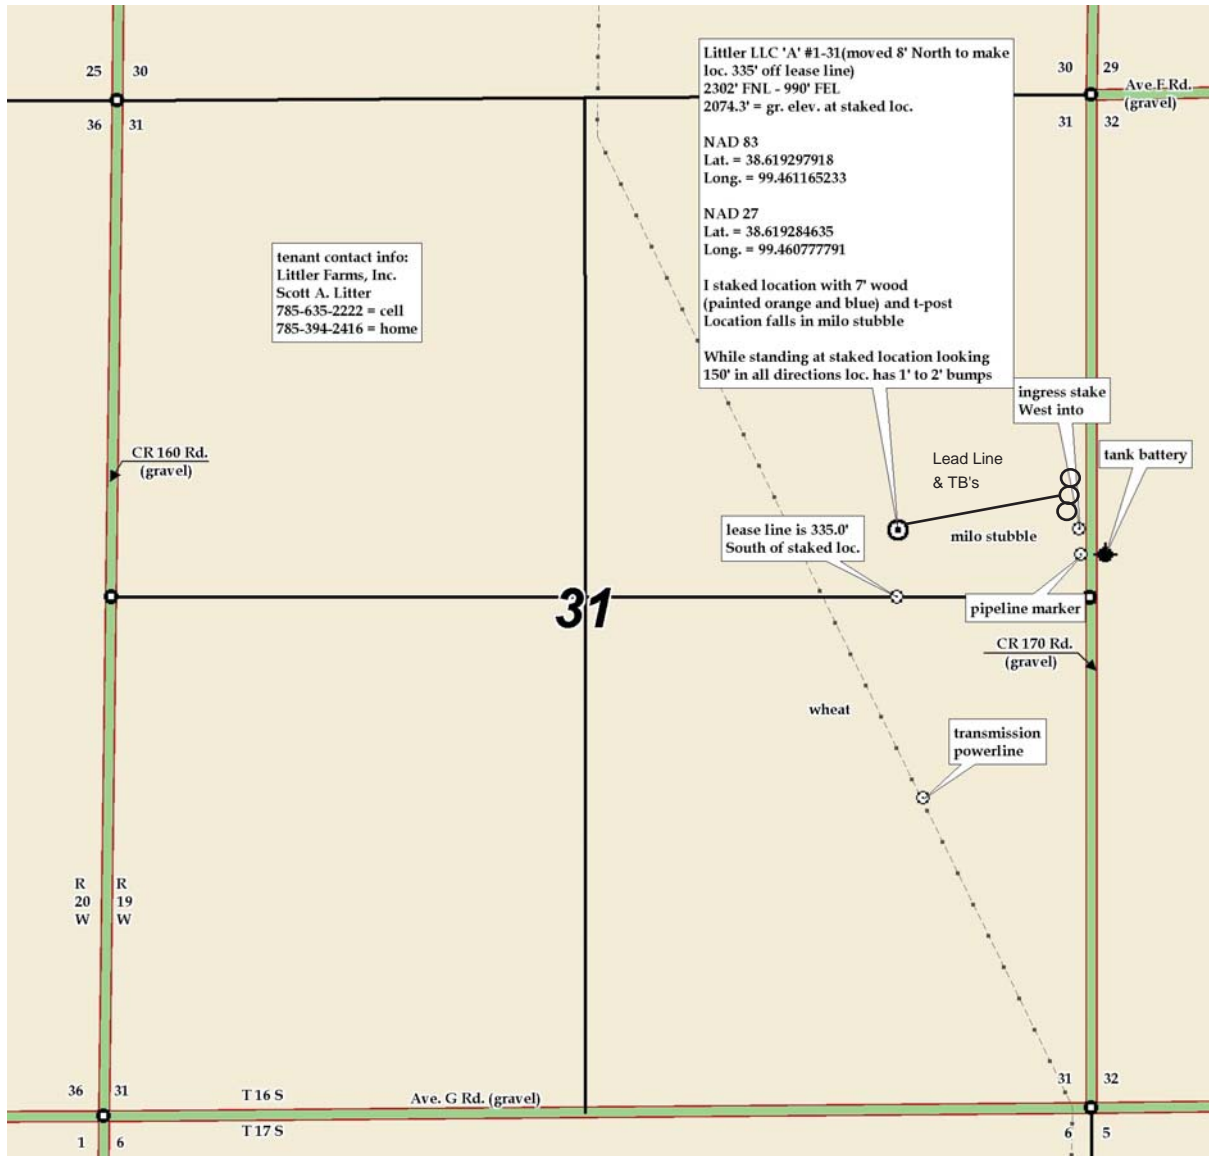 25 30
36 31
30 29
31 32
Ave.F.Rd.
(gravel)
Littler LLC 'A' #1-31(moved 8' North to make
loc. 335' off lease line)
2302' FNL - 990' FEL
2074.3' = gr. elev. at staked loc.
NAD 83
Lat. = 38.619297918
Long. = 99.461165233
NAD 27
Lat. = 38.619284635
Long. = 99.460777791
I staked location with 7' wood
(painted orange and blue) and t-post
Location falls in milo stubble
While standing at staked location looking
150' in all directions loc. has 1' to 2' bumps
tenant contact info:
Littler Farms, Inc.
Scott A. Litter
785-635-2222 = cell
785-394-2416 = home
ingress stake
West into
CR 160 Rd.
(gravel)
Lead Line
& TB's
tank battery
lease line is 335.0'
South of staked loc.
milo stubble
31
pipeline marker
CR 170 Rd.
(gravel)
wheat
transmission
powerline
R R
20 19
W W
36 31
T 16 S
Ave. G Rd. (gravel)
31 32
1 6
T 17 S
6 5